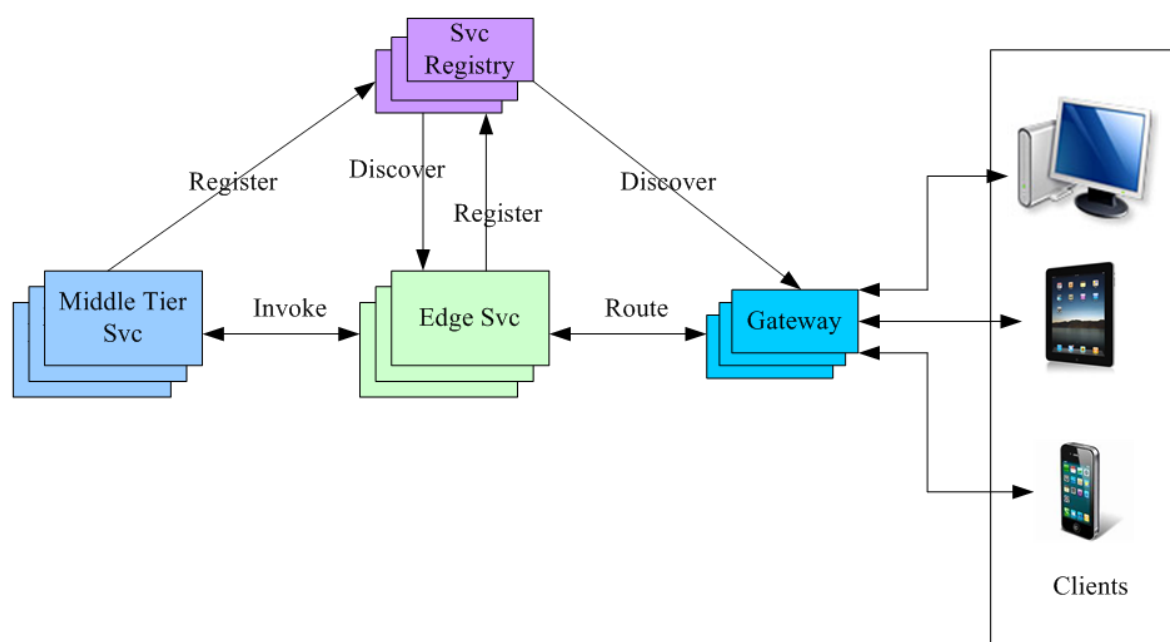 Svc
Registry
Register
Discover
Register
Discover
Middle Tier
Svc
Invoke
Edge Svc
Route
Gateway
Clients